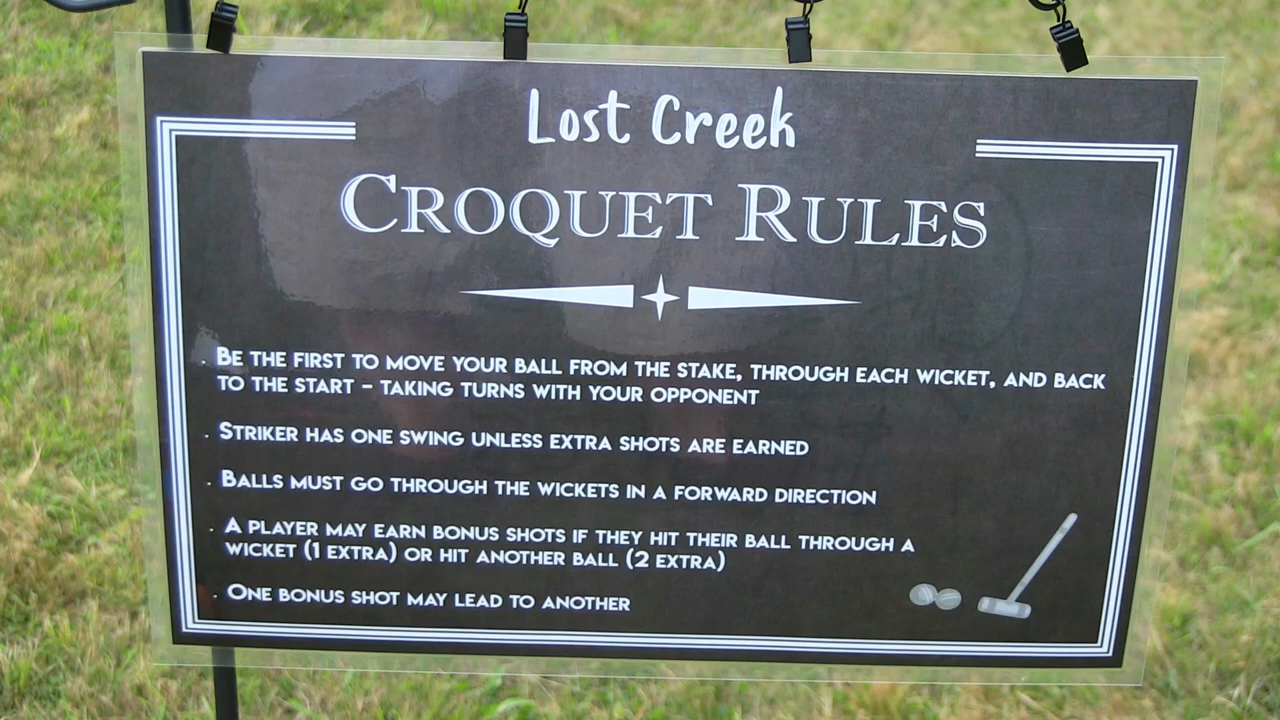 Lost Creek
CROQUET RULES
. BE THE FIRST TO MOVE YOUR BALL FROM THE STAKE, THROUGH EACH WICKET, AND BACK
TO THE START – TAKING TURNS WITH YOUR OPPONENT
. STRIKER HAS ONE SWING UNLESS EXTRA SHOTS ARE EARNED
. BALLS MUST GO THROUGH THE WICKETS IN A FORWARD DIRECTION
. A PLAYER MAY EARN BONUS SHOTS IF THEY HIT THEIR BALL THROUGH A
WICKET (1 EXTRA) OR HIT ANOTHER BALL (2 EXTRA)
. ONE BONUS SHOT MAY LEAD TO ANOTHER